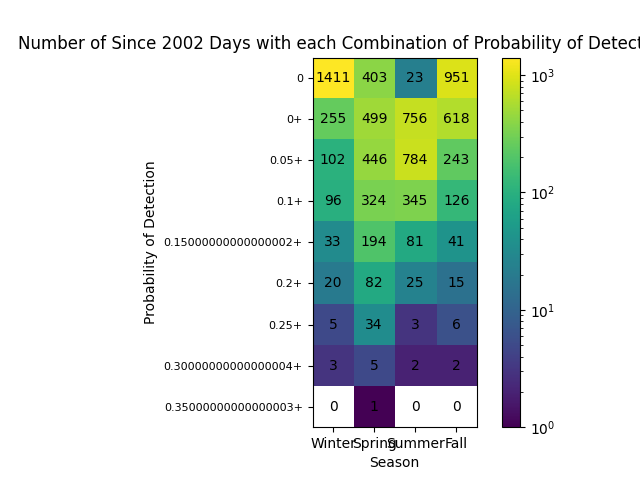 Number of Since 2002 Days with each Combination of Probability of Detect
0 1411 403 23 951
0+ 255 499 756 618
0.05+ 102 446 784 243
0.1+ 96 324 345 126
0.15000000000000002+ 33 194 81 41
0.2+ 20 82 25 15
0.25+ 5 34 3 6
0.30000000000000004+ 3 5 2 2
0.35000000000000003+ 0 1 0 0
Winter Spring Summer Fall
Season
Probability of Detection
10³
10²
10¹
10⁰